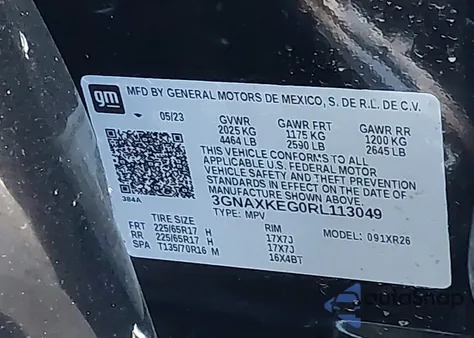 gm
MFD BY GENERAL MOTORS DE MEXICO, S. DE R.L. DE C.V.
05/23 GVWR GAWR FRT GAWR RR
2025 KG 1175 KG 1200 KG
4464 LB 2590 LB 2645 LB
THIS VEHICLE CONFORMS TO ALL
APPLICABLE U.S. FEDERAL MOTOR
VEHICLE SAFETY AND THEFT PREVENTION
STANDARDS IN EFFECT ON THE DATE OF
MANUFACTURE SHOWN ABOVE.
3GNAXKEG0RL113049
384A
TYPE: MPV
TIRE SIZE RIM MODEL: 091XR26
FRT 225/65R17 H 17X7J
RR 225/65R17 H 17X7J
SPA T135/70R16 M 16X4BT
AutoSnap